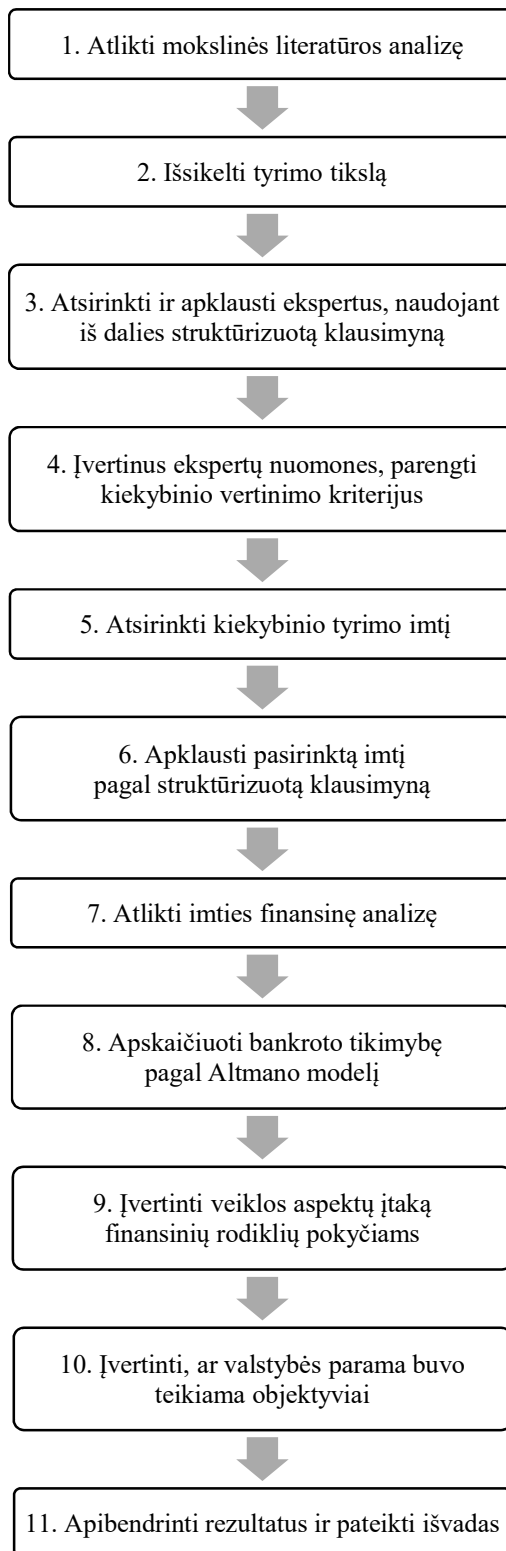 1. Atlikti mokslinės literatūros analizę
2. Išsikelti tyrimo tikslą
3. Atsirinkti ir apklausti ekspertus, naudojant
iš dalies struktūrizuotą klausimyną
4. Įvertinus ekspertų nuomones, parengti
kiekybinio vertinimo kriterijus
5. Atsirinkti kiekybinio tyrimo imtį
6. Apklausti pasirinktą imtį
pagal struktūrizuotą klausimyną
7. Atlikti imties finansinę analizę
8. Apskaičiuoti bankroto tikimybę
pagal Altmano modelį
9. Įvertinti veiklos aspektų įtaką
finansinių rodiklių pokyčiams
10. Įvertinti, ar valstybės parama buvo
teikiama objektyviai
11. Apibendrinti rezultatus ir pateikti išvadas